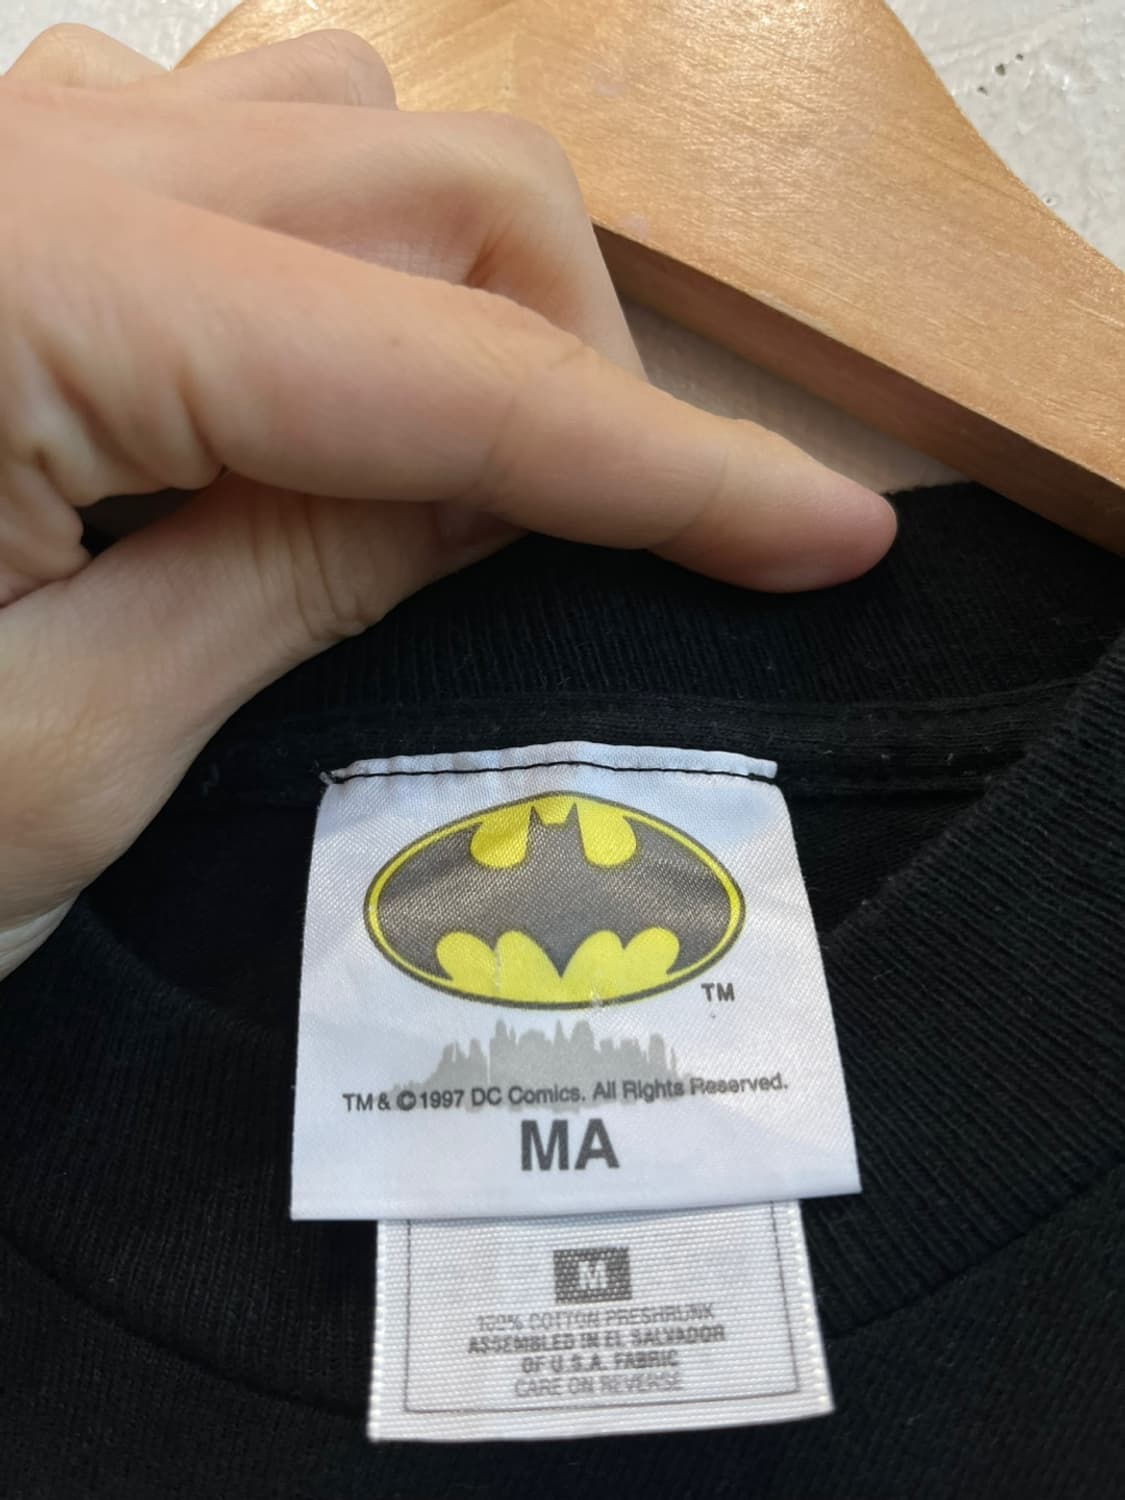 TM
TM & © 1997 DC Comics. All Rights Reserved.
MA
M
100% COTTON PRESHRUNK
ASSEMBLED IN EL SALVADOR
OF U.S.A. FABRIC
CARE ON REVERSE